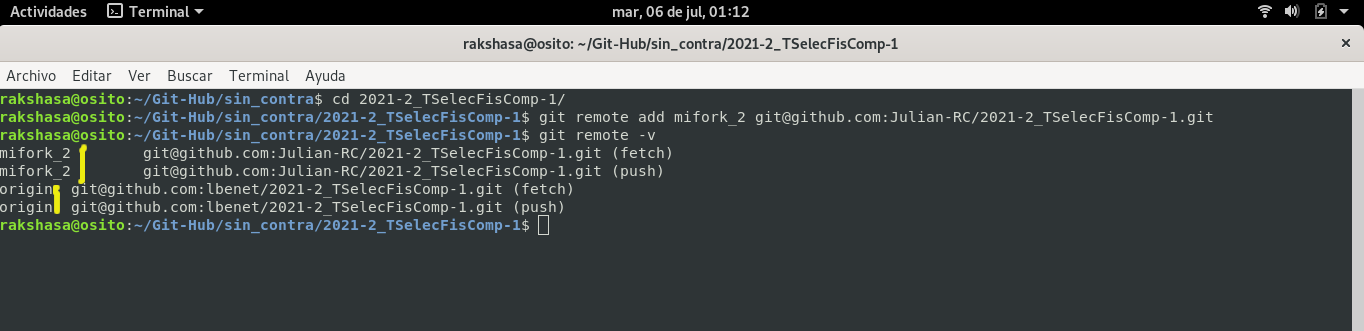 Actividades Terminal mar, 06 de jul, 01:12
rakshasa@osito: ~/Git-Hub/sin_contra/2021-2_TSelecFisComp-1 ×
Archivo Editar Ver Buscar Terminal Ayuda
rakshasa@osito:~/Git-Hub/sin_contra$ cd 2021-2_TSelecFisComp-1/
rakshasa@osito:~/Git-Hub/sin_contra/2021-2_TSelecFisComp-1$ git remote add mifork_2 git@github.com:Julian-RC/2021-2_TSelecFisComp-1.git
rakshasa@osito:~/Git-Hub/sin_contra/2021-2_TSelecFisComp-1$ git remote -v
mifork_2 git@github.com:Julian-RC/2021-2_TSelecFisComp-1.git (fetch)
mifork_2 git@github.com:Julian-RC/2021-2_TSelecFisComp-1.git (push)
origin git@github.com:lbenet/2021-2_TSelecFisComp-1.git (fetch)
origin git@github.com:lbenet/2021-2_TSelecFisComp-1.git (push)
rakshasa@osito:~/Git-Hub/sin_contra/2021-2_TSelecFisComp-1$